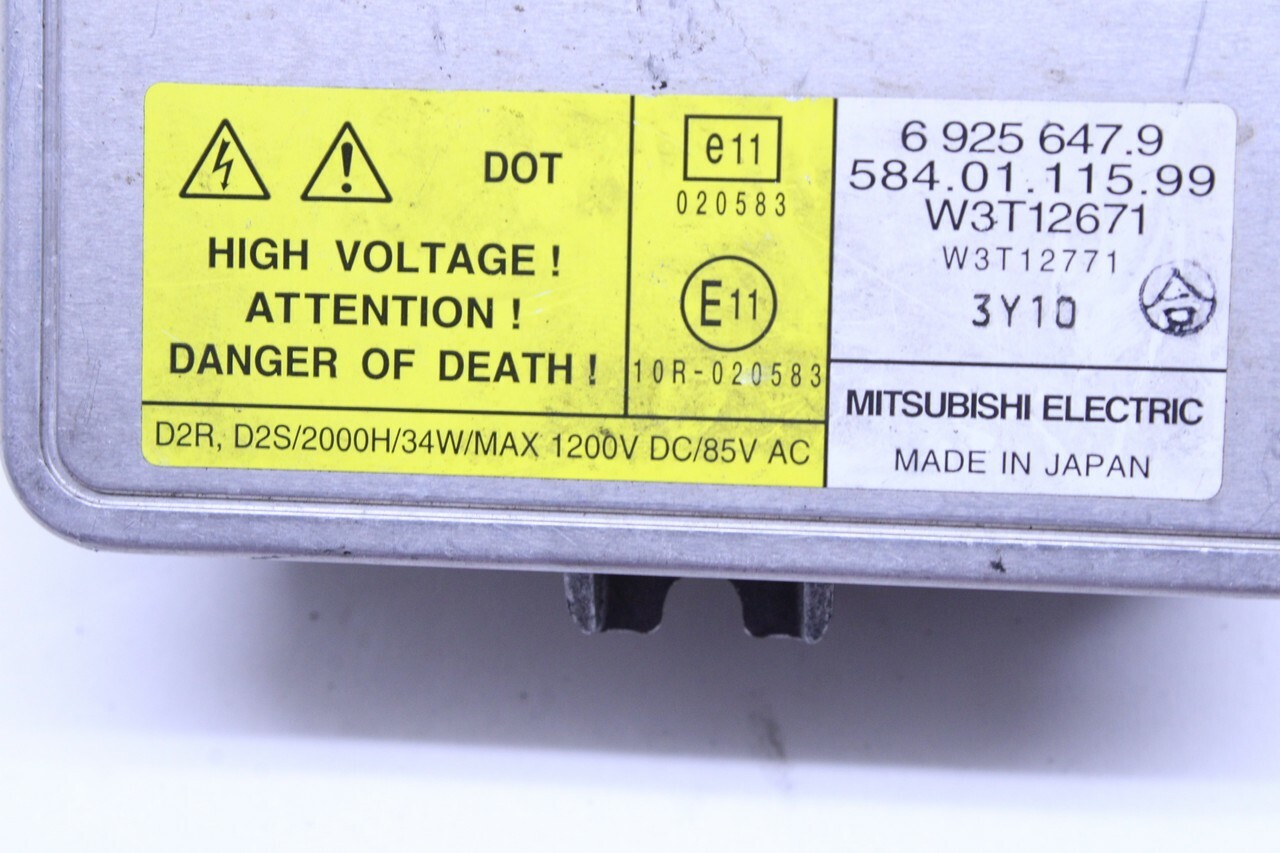 DOT
HIGH VOLTAGE !
ATTENTION !
DANGER OF DEATH !
D2R, D2S/2000H/34W/MAX 1200V DC/85V AC
e11
020583
E11
10R-020583
6 925 647.9
584.01.115.99
W3T12671
W3T12771
3Y10
合
MITSUBISHI ELECTRIC
MADE IN JAPAN